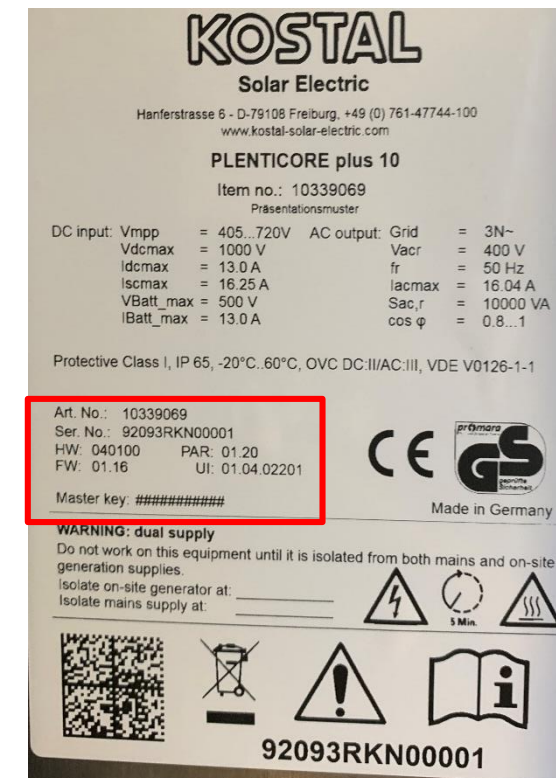 KOSTAL
Solar Electric
Hanferstrasse 6 - D-79108 Freiburg, +49 (0) 761-47744-100
www.kostal-solar-electric.com
PLENTICORE plus 10
Item no.: 10339069
Präsentationsmuster
DC input: Vmpp = 405...720V AC output: Grid = 3N~
Vdcmax = 1000 V Vacr = 400 V
Idcmax = 13.0 A fr = 50 Hz
Iscmax = 16.25 A Iacmax = 16.04 A
VBatt_max = 500 V Sac,r = 10000 VA
IBatt_max = 13.0 A cos φ = 0.8...1
Protective Class I, IP 65, -20°C..60°C, OVC DC:II/AC:III, VDE V0126-1-1
Art. No.: 10339069
Ser. No.: 92093RKN00001
HW: 040100 PAR: 01.20
FW: 01.16 UI: 01.04.02201
Master key: ###########
CE
GS
geprüfte
Sicherheit
Made in Germany
WARNING: dual supply
Do not work on this equipment until it is isolated from both mains and on-site
generation supplies.
Isolate on-site generator at:
Isolate mains supply at:
5 Min.
92093RKN00001